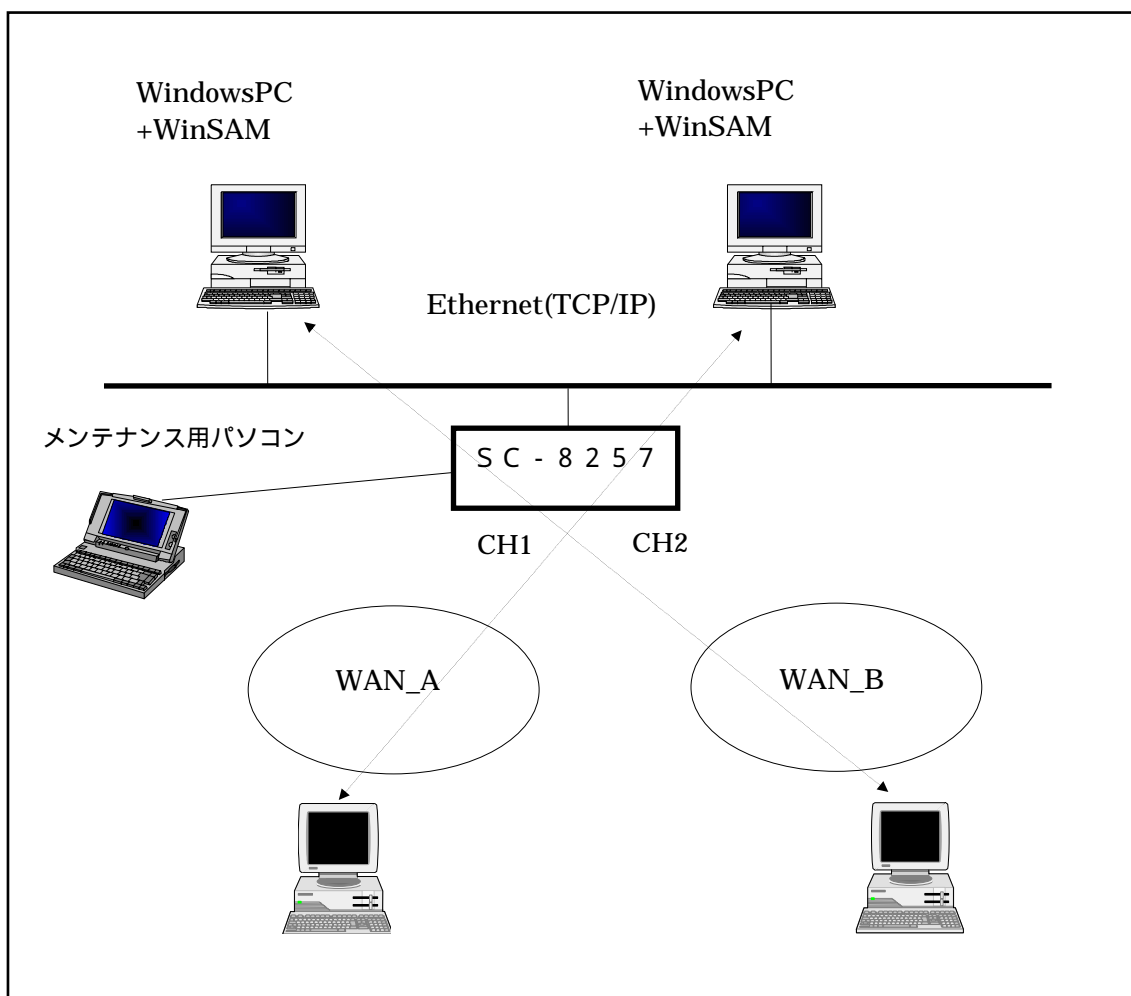 WindowsPC
+WinSAM
WindowsPC
+WinSAM
Ethernet(TCP/IP)
メンテナンス用パソコン
SC-8257
CH1
CH2
WAN_A
WAN_B